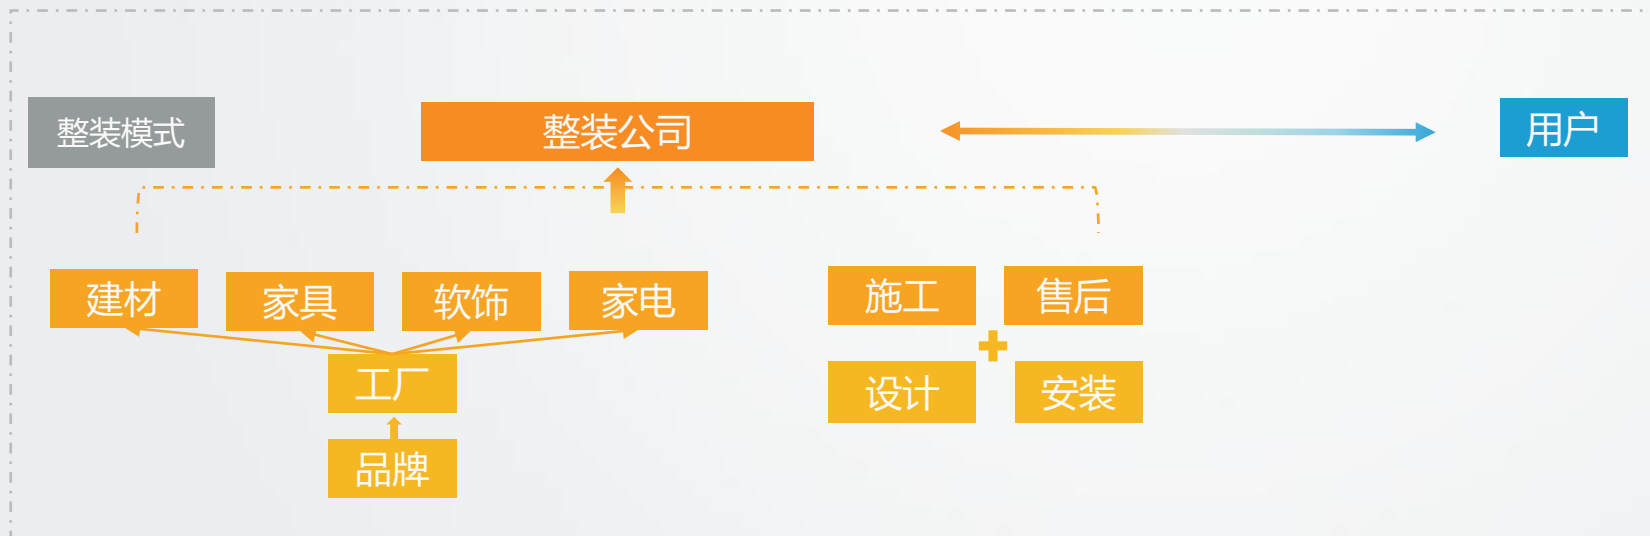 整装模式
整装公司
用户
建材
家具
软饰
家电
施工
售后
工厂
设计
安装
品牌